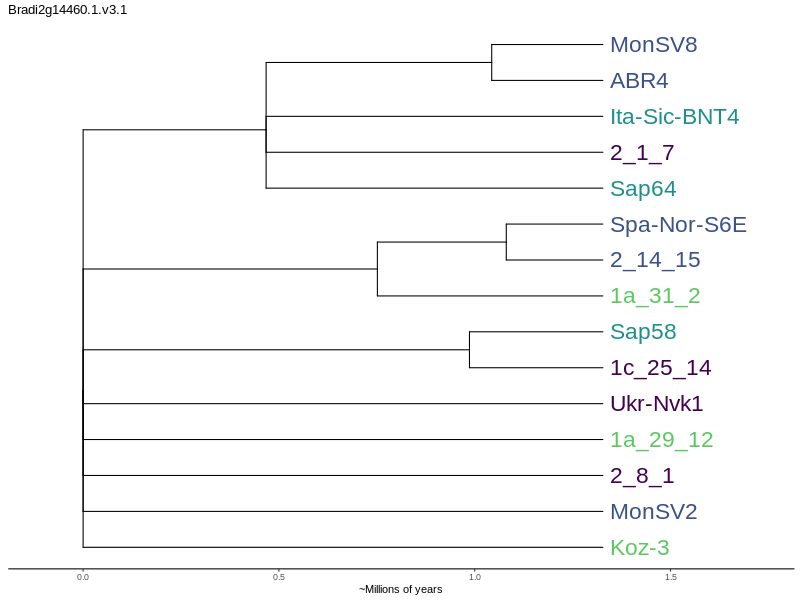 Bradi2g14460.1.v3.1
MonSV8
ABR4
Ita-Sic-BNT4
2_1_7
Sap64
Spa-Nor-S6E
2_14_15
1a_31_2
Sap58
1c_25_14
Ukr-Nvk1
1a_29_12
2_8_1
MonSV2
Koz-3
0.0 0.5 1.0 1.5
~Millions of years